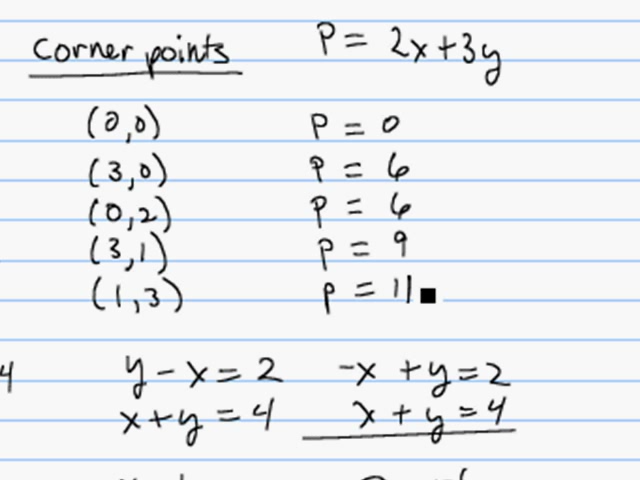 Corner points P = 2x+3y
(0,0) P = 0
(3,0) P = 6
(0,2) P = 6
(3,1) P = 9
(1,3) P = 11
4 y - x = 2 -x + y = 2
x + y = 4 x + y = 4